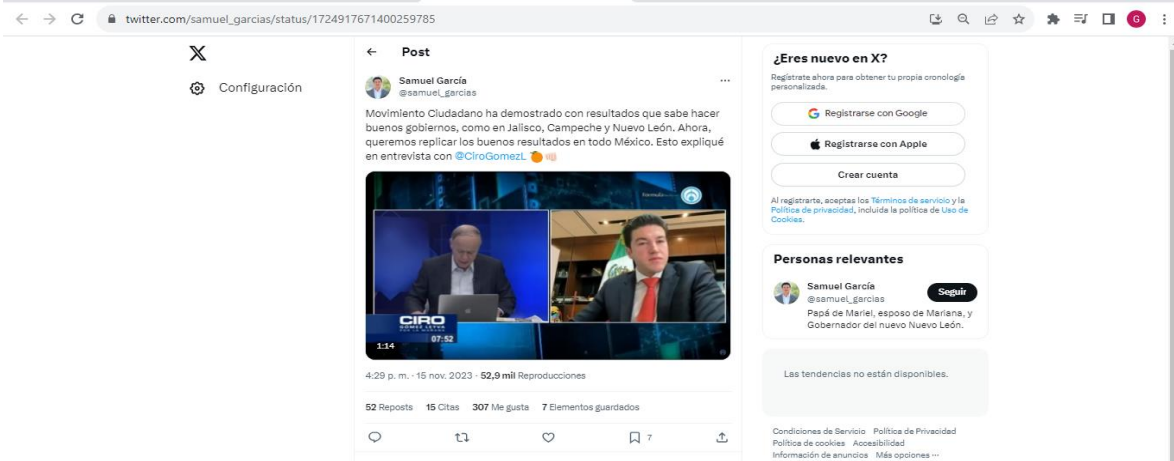 twitter.com/samuel_garcias/status/1724917671400259785
G
X
Configuración
Post
Samuel García
@samuel_garcias
Movimiento Ciudadano ha demostrado con resultados que sabe hacer
buenos gobiernos, como en Jalisco, Campeche y Nuevo León. Ahora,
queremos replicar los buenos resultados en todo México. Esto expliqué
en entrevista con @CiroGomezL 🍊👊🏻
Fórmula
CIRO
GÓMEZ LEYVA
POR LA MAÑANA
07:52
1:14
4:29 p. m. · 15 nov. 2023 · 52,9 mil Reproducciones
52 Reposts 15 Citas 307 Me gusta 7 Elementos guardados
7
¿Eres nuevo en X?
Regístrate ahora para obtener tu propia cronología
personalizada.
Registrarse con Google
Registrarse con Apple
Crear cuenta
Al registrarte, aceptas los Términos de servicio y la
Política de privacidad, incluida la política de Uso de
Cookies.
Personas relevantes
Samuel García
@samuel_garcias
Seguir
Papá de Mariel, esposo de Mariana, y
Gobernador del nuevo Nuevo León.
Las tendencias no están disponibles.
Condiciones de Servicio Política de Privacidad
Política de cookies Accesibilidad
Información de anuncios Más opciones ···